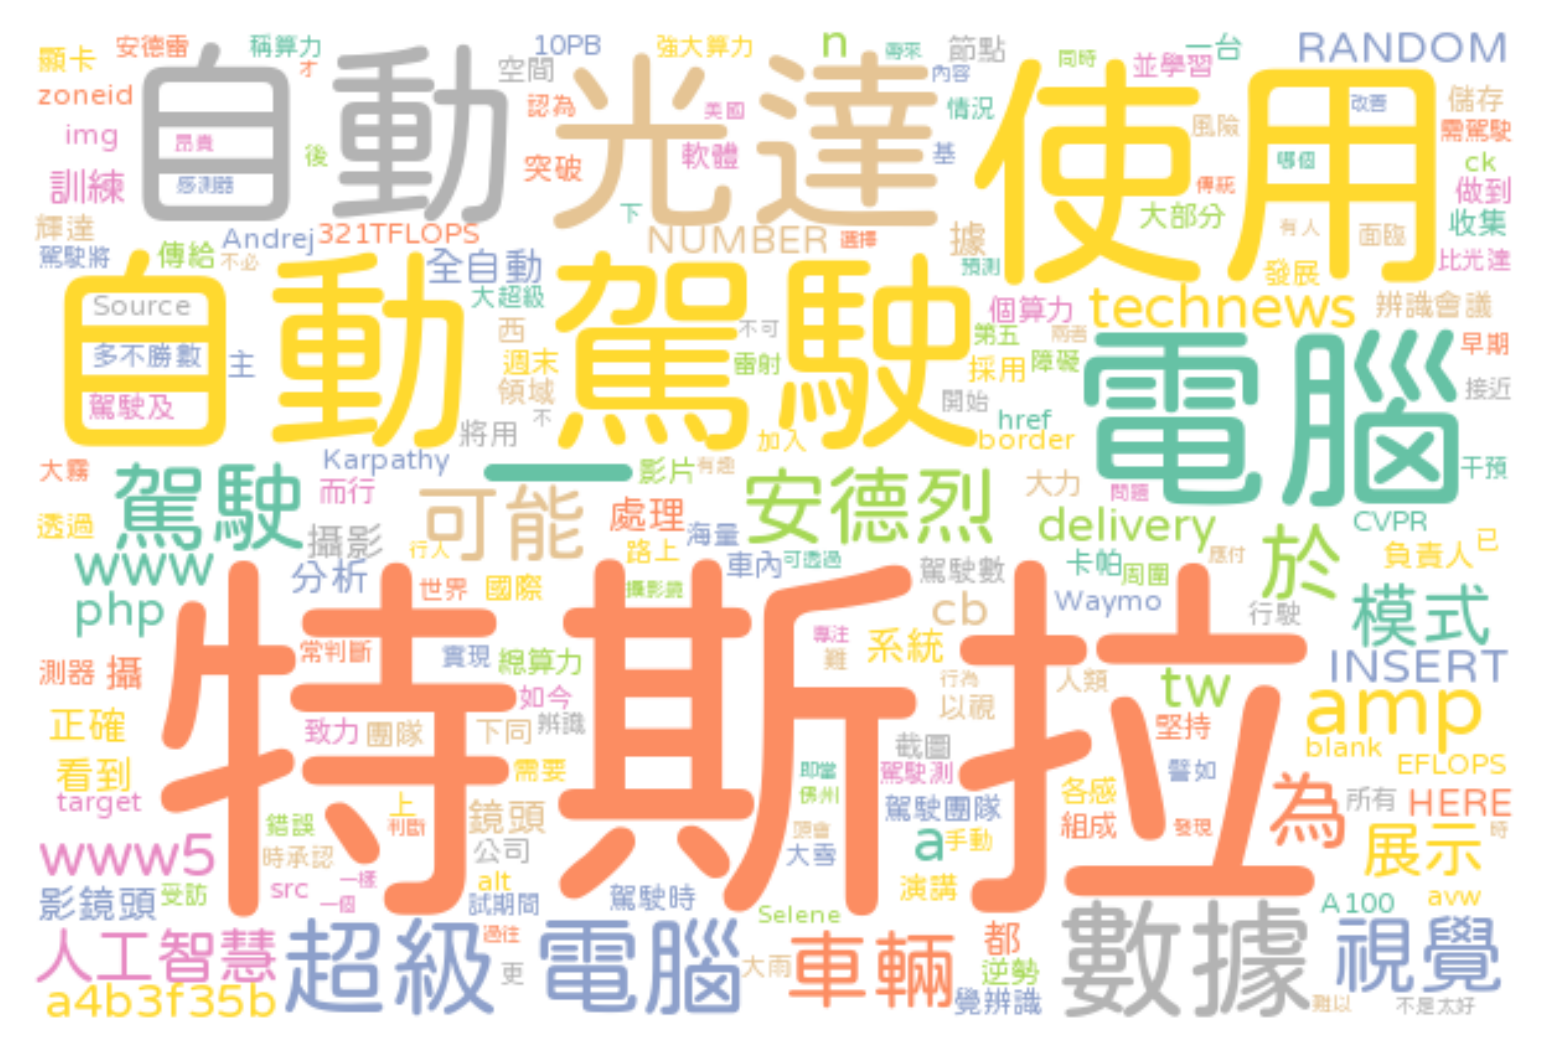 顯卡 安德雷 稱算力 10PB 強大算力 n 帶來 節點 一台 RANDOM
才 空間 內容 同時 並學習
zoneid 自動 認為 光達 情況 使用 改善 儲存
img 昂貴 後 突破 美國 軟體 基 風險 哪個 需駕駛
訓練 感測器 下 傳統 ck 做到
輝達 Andrej 321TFLOPS NUMBER 選擇 據 大部分 有人 面臨 收集
駕駛將 傳給 不必 全自動 預測 發展 比光達
自動駕駛 大超級 個算力 technews 辨識會議
Source 西 不可 第五 兩者 早期
多不勝數 主 週末 雷射 採用 障礙 電腦 接近
駕駛及 領域 不 開始 href
將用 加入 border
大霧 Karpathy 一 影片 有趣 大力 問題 干預
透過 駕駛 而行 可能 處理 安德烈 delivery CVPR
攝影 行人 路上 海量 於 負責人 已
www 分析 世界 國際 車內 可透過 駕駛數 卡帕 周圍 應付
php 攝影鏡 cb Waymo 行駛 模式
特斯拉
測器 攝 常判斷 實現 總算力 專注 難 系統 行為 人類 tw INSERT
正確 致力 團隊 如今 下同 辨識 以視 堅持 amp
看到 需要 截圖 blank
target 即當 駕駛測 譬如 EFLOPS
錯誤 上 判斷 鏡頭 佛州 駕駛團隊 各感 組成 發現 為 所有 HERE
www5 時承認 公司 頭會 大雪 a 手動 展示 時
影鏡頭 受訪 src 一樣 一個 alt 試期間 駕駛時 演講 A100 avw
人工智慧 超級 過往 電腦 Selene 車輛 都 數據 視覺
a4b3f35b 更 大雨 逆勢 覺辨識 難以 不是太好